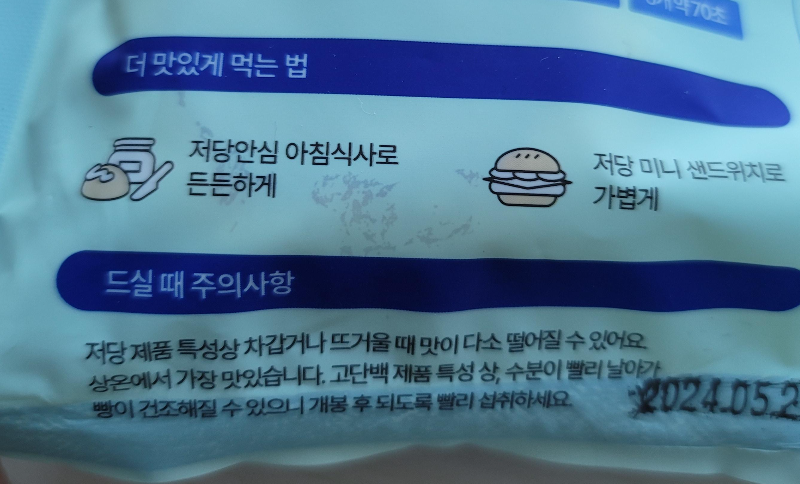 약70초
더 맛있게 먹는 법
저당안심 아침식사로
든든하게
저당 미니 샌드위치로
가볍게
드실 때 주의사항
저당 제품 특성상 차갑거나 뜨거울 때 맛이 다소 떨어질 수 있어요.
상온에서 가장 맛있습니다. 고단백 제품 특성 상, 수분이 빨리 날아가
빵이 건조해질 수 있으니 개봉 후 되도록 빨리 섭취하세요.
2024.05.2